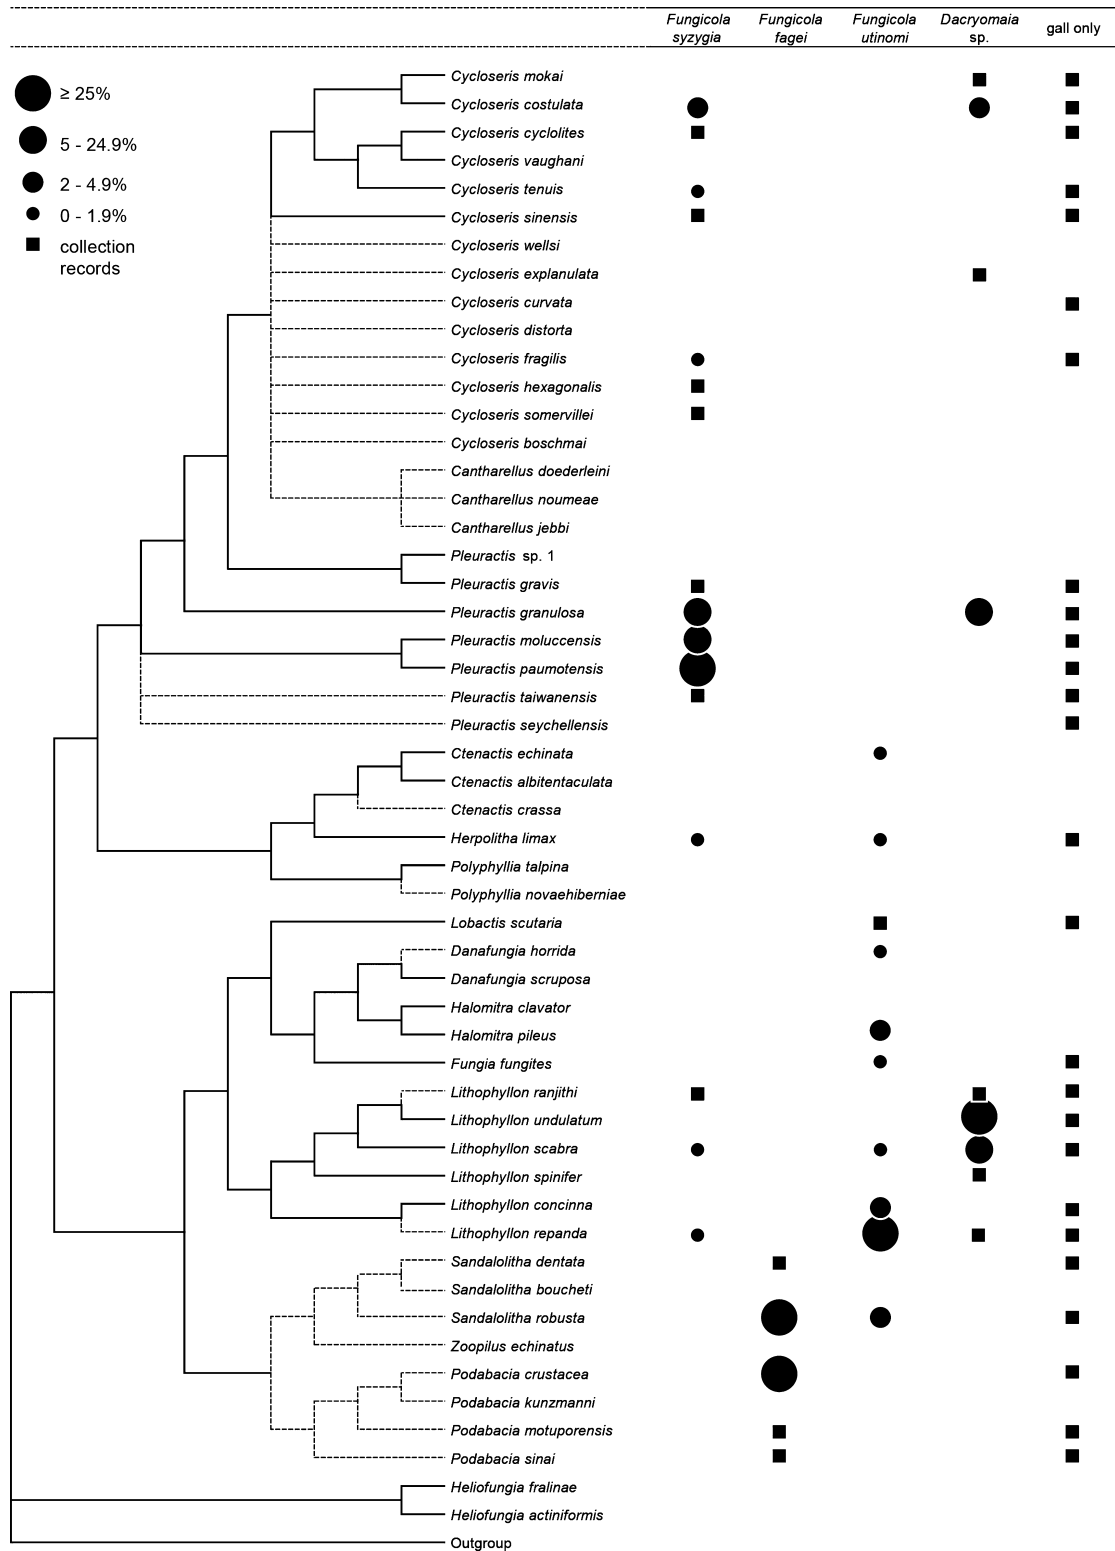 Fungicola syzygia
Fungicola fagei
Fungicola utinomi
Dacryomaia sp.
gall only
≥ 25%
5 - 24.9%
2 - 4.9%
0 - 1.9%
collection
records
Cycloseris mokai
Cycloseris costulata
Cycloseris cyclolites
Cycloseris vaughani
Cycloseris tenuis
Cycloseris sinensis
Cycloseris wellsi
Cycloseris explanulata
Cycloseris curvata
Cycloseris distorta
Cycloseris fragilis
Cycloseris hexagonalis
Cycloseris somervillei
Cycloseris boschmai
Cantharellus doederleini
Cantharellus noumeae
Cantharellus jebbi
Pleuractis sp. 1
Pleuractis gravis
Pleuractis granulosa
Pleuractis moluccensis
Pleuractis paumotensis
Pleuractis taiwanensis
Pleuractis seychellensis
Ctenactis echinata
Ctenactis albitentaculata
Ctenactis crassa
Herpolitha limax
Polyphyllia talpina
Polyphyllia novaehiberniae
Lobactis scutaria
Danafungia horrida
Danafungia scruposa
Halomitra clavator
Halomitra pileus
Fungia fungites
Lithophyllon ranjithi
Lithophyllon undulatum
Lithophyllon scabra
Lithophyllon spinifer
Lithophyllon concinna
Lithophyllon repanda
Sandalolitha dentata
Sandalolitha boucheti
Sandalolitha robusta
Zoopilus echinatus
Podabacia crustacea
Podabacia kunzmanni
Podabacia motuporensis
Podabacia sinai
Heliofungia fralinae
Heliofungia actiniformis
Outgroup